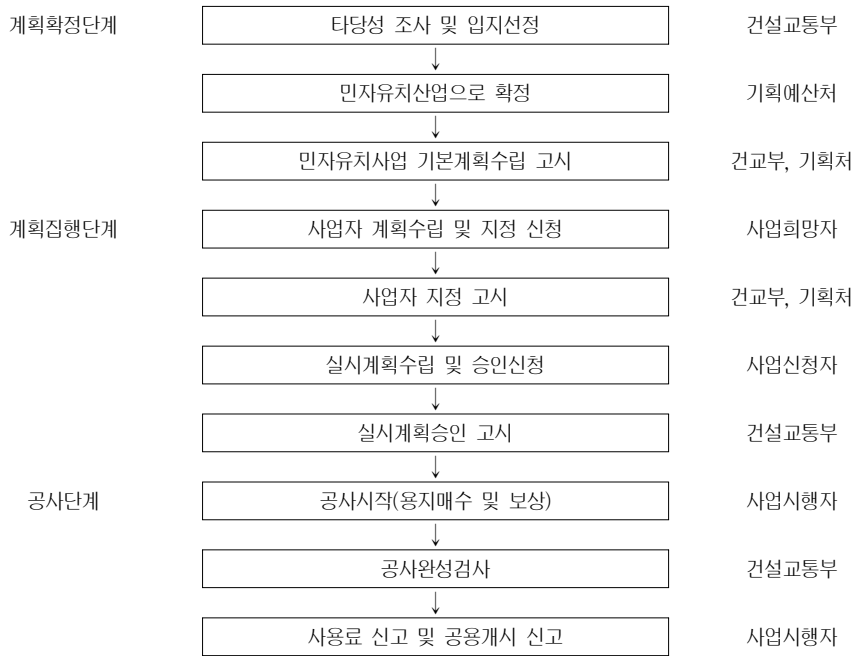 계획확정단계 타당성 조사 및 입지선정 건설교통부
민자유치산업으로 확정 기획예산처
민자유치사업 기본계획수립 고시 건교부, 기획처
계획집행단계 사업자 계획수립 및 지정 신청 사업희망자
사업자 지정 고시 건교부, 기획처
실시계획수립 및 승인신청 사업신청자
실시계획승인 고시 건설교통부
공사단계 공사시작(용지매수 및 보상) 사업시행자
공사완성검사 건설교통부
사용료 신고 및 공용개시 신고 사업시행자